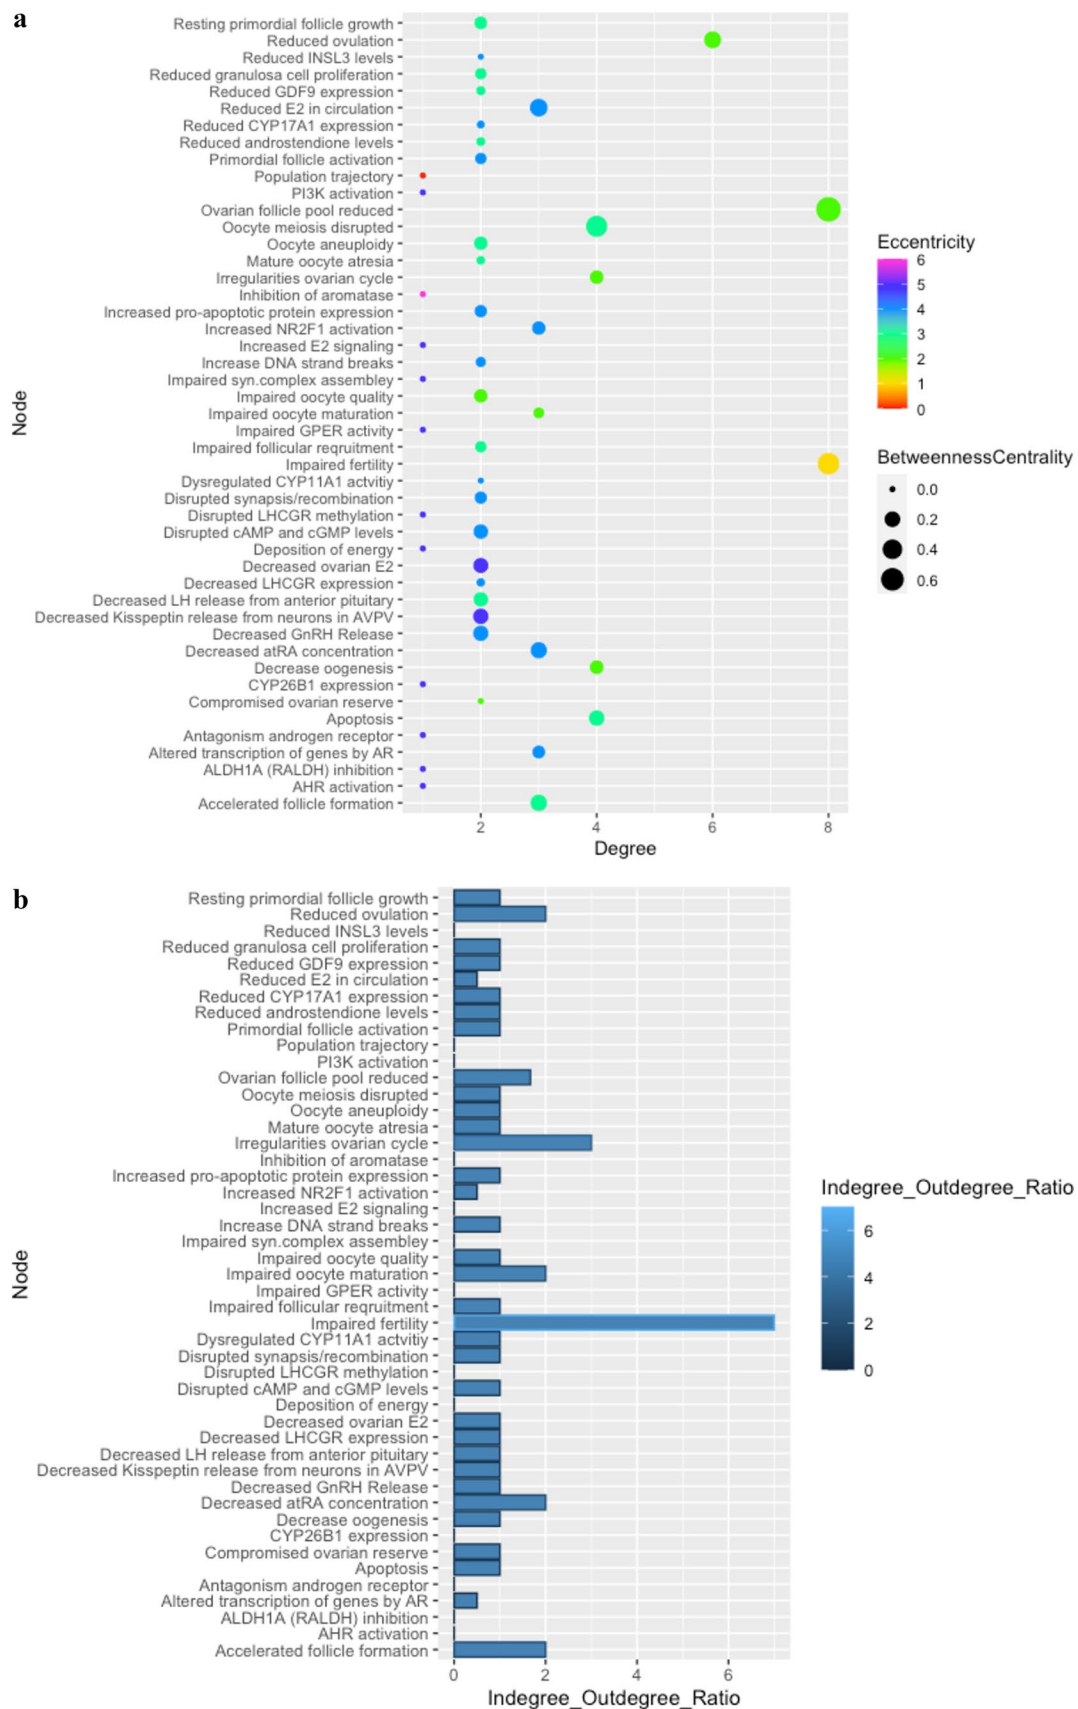 a
Resting primordial follicle growth
Reduced ovulation
Reduced INSL3 levels
Reduced granulosa cell proliferation
Reduced GDF9 expression
Reduced E2 in circulation
Reduced CYP17A1 expression
Reduced androstendione levels
Primordial follicle activation
Population trajectory
PI3K activation
Ovarian follicle pool reduced
Oocyte meiosis disrupted
Oocyte aneuploidy
Mature oocyte atresia
Irregularities ovarian cycle
Inhibition of aromatase
Increased pro-apoptotic protein expression
Increased NR2F1 activation
Increased E2 signaling
Increase DNA strand breaks
Impaired syn.complex assembley
Impaired oocyte quality
Impaired oocyte maturation
Impaired GPER activity
Impaired follicular reqruitment
Impaired fertility
Dysregulated CYP11A1 actvitiy
Disrupted synapsis/recombination
Disrupted LHCGR methylation
Disrupted cAMP and cGMP levels
Deposition of energy
Decreased ovarian E2
Decreased LHCGR expression
Decreased LH release from anterior pituitary
Decreased Kisspeptin release from neurons in AVPV
Decreased GnRH Release
Decreased atRA concentration
Decrease oogenesis
CYP26B1 expression
Compromised ovarian reserve
Apoptosis
Antagonism androgen receptor
Altered transcription of genes by AR
ALDH1A (RALDH) inhibition
AHR activation
Accelerated follicle formation
Node
2 4 6 8
Degree
Eccentricity
6
5
4
3
2
1
0
BetweennessCentrality
0.0
0.2
0.4
0.6
b
Resting primordial follicle growth
Reduced ovulation
Reduced INSL3 levels
Reduced granulosa cell proliferation
Reduced GDF9 expression
Reduced E2 in circulation
Reduced CYP17A1 expression
Reduced androstendione levels
Primordial follicle activation
Population trajectory
PI3K activation
Ovarian follicle pool reduced
Oocyte meiosis disrupted
Oocyte aneuploidy
Mature oocyte atresia
Irregularities ovarian cycle
Inhibition of aromatase
Increased pro-apoptotic protein expression
Increased NR2F1 activation
Increased E2 signaling
Increase DNA strand breaks
Impaired syn.complex assembley
Impaired oocyte quality
Impaired oocyte maturation
Impaired GPER activity
Impaired follicular reqruitment
Impaired fertility
Dysregulated CYP11A1 actvitiy
Disrupted synapsis/recombination
Disrupted LHCGR methylation
Disrupted cAMP and cGMP levels
Deposition of energy
Decreased ovarian E2
Decreased LHCGR expression
Decreased LH release from anterior pituitary
Decreased Kisspeptin release from neurons in AVPV
Decreased GnRH Release
Decreased atRA concentration
Decrease oogenesis
CYP26B1 expression
Compromised ovarian reserve
Apoptosis
Antagonism androgen receptor
Altered transcription of genes by AR
ALDH1A (RALDH) inhibition
AHR activation
Accelerated follicle formation
Node
0 2 4 6
Indegree_Outdegree_Ratio
Indegree_Outdegree_Ratio
6
4
2
0